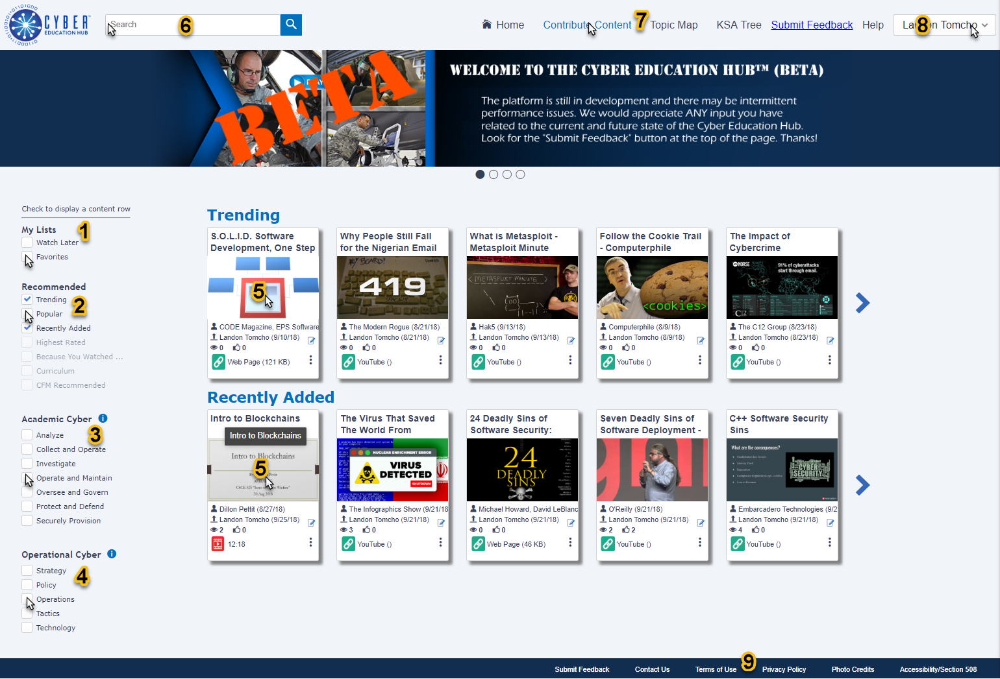 CYBER
EDUCATION HUB
Search
6
Home
Contribute Content
7
Topic Map
KSA Tree
Submit Feedback
Help
Landon Tomcho
8
BETA
WELCOME TO THE CYBER EDUCATION HUB™ (BETA)
The platform is still in development and there may be intermittent
performance issues. We would appreciate ANY input you have
related to the current and future state of the Cyber Education Hub.
Look for the "Submit Feedback" button at the top of the page. Thanks!
Check to display a content row
My Lists
1
Watch Later
Favorites
Recommended
Trending
2
Popular
Recently Added
Highest Rated
Because You Watched ...
Curriculum
CFM Recommended
Academic Cyber
3
Analyze
Collect and Operate
Investigate
Operate and Maintain
Oversee and Govern
Protect and Defend
Securely Provision
Operational Cyber
4
Strategy
Policy
Operations
Tactics
Technology
Trending
S.O.L.I.D. Software
Development, One Step
5
CODE Magazine, EPS Software
Landon Tomcho (9/10/18)
0 0
Web Page (121 KB)
Why People Still Fall
for the Nigerian Email
MY BOARD!
419
The Modern Rogue (8/21/18)
Landon Tomcho (8/21/18)
0 0
YouTube ()
What is Metasploit -
Metasploit Minute
METASPLOIT MINUTE
Hak5 (9/13/18)
Landon Tomcho (9/13/18)
0 0
YouTube ()
Follow the Cookie Trail
- Computerphile
<cookies>
Computerphile (8/9/18)
Landon Tomcho (8/9/18)
0 0
YouTube ()
The Impact of
Cybercrime
NORSE
91% of cyberattacks
start through email.
C12
The C12 Group (8/23/18)
Landon Tomcho (8/23/18)
0 0
YouTube ()
Recently Added
Intro to Blockchains
Intro to Blockchains
Intro to Blockchains
5
30 Aug 2018
Dillon Pettit (8/27/18)
Landon Tomcho (9/25/18)
2 0
12:18
The Virus That Saved
The World From
NUCLEAR ENRICHMENT ERROR
VIRUS
DETECTED
SHUTDOWN
The Infographics Show (9/21/18
Landon Tomcho (9/21/18)
3 0
YouTube ()
24 Deadly Sins of
Software Security:
24
DEADLY
SINS
Michael Howard, David LeBlanc
Landon Tomcho (9/21/18)
0 0
Web Page (46 KB)
Seven Deadly Sins of
Software Deployment -
O'Reilly (9/21/18)
Landon Tomcho (9/21/18)
2 2
YouTube ()
C++ Software Security
Sins
What are the consequences?
CYBER
SECURITY
Embarcadero Technologies (9/2
Landon Tomcho (9/21/18)
4 0
YouTube ()
Submit Feedback
Contact Us
Terms of Use
9
Privacy Policy
Photo Credits
Accessibility/Section 508